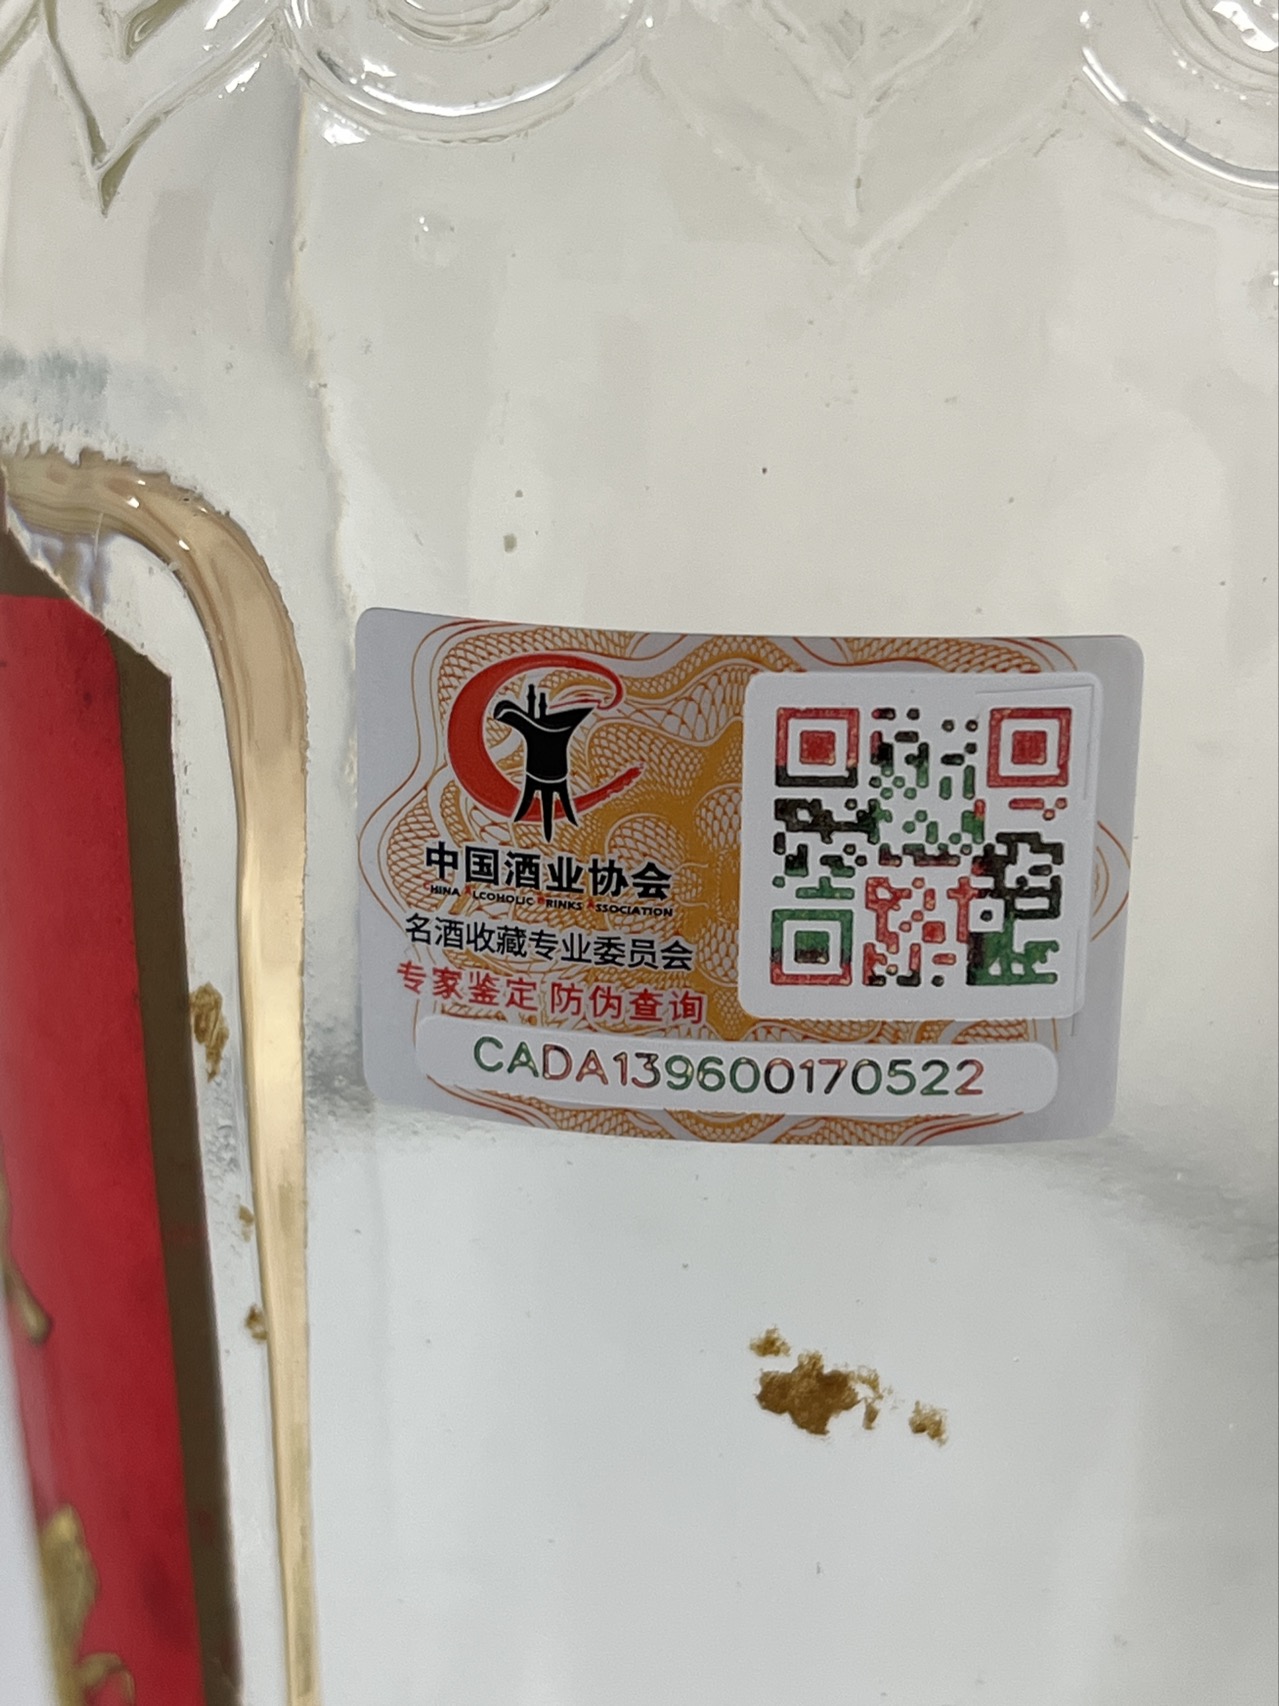 中国酒业协会
CHINA ALCOHOLIC DRINKS ASSOCIATION
名酒收藏专业委员会
专家鉴定 防伪查询
CADA139600170522